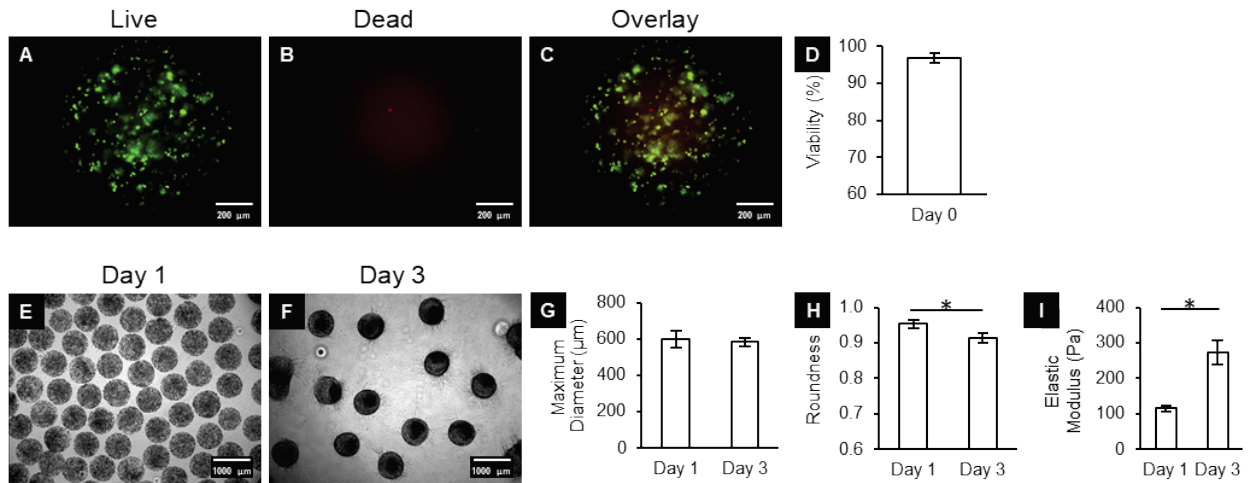 Live Dead Overlay
A B C D
200 μm 200 μm 200 μm
Viability (%)
100
90
80
70
60
Day 0
Day 1 Day 3
E F G H I
1000 μm 1000 μm
Maximum
Diameter (μm)
800
600
400
200
0
Day 1 Day 3
Roundness
1.0
0.9
0.8
0.7
0.6
*
Day 1 Day 3
Elastic
Modulus (Pa)
400
300
200
100
0
*
Day 1 Day 3